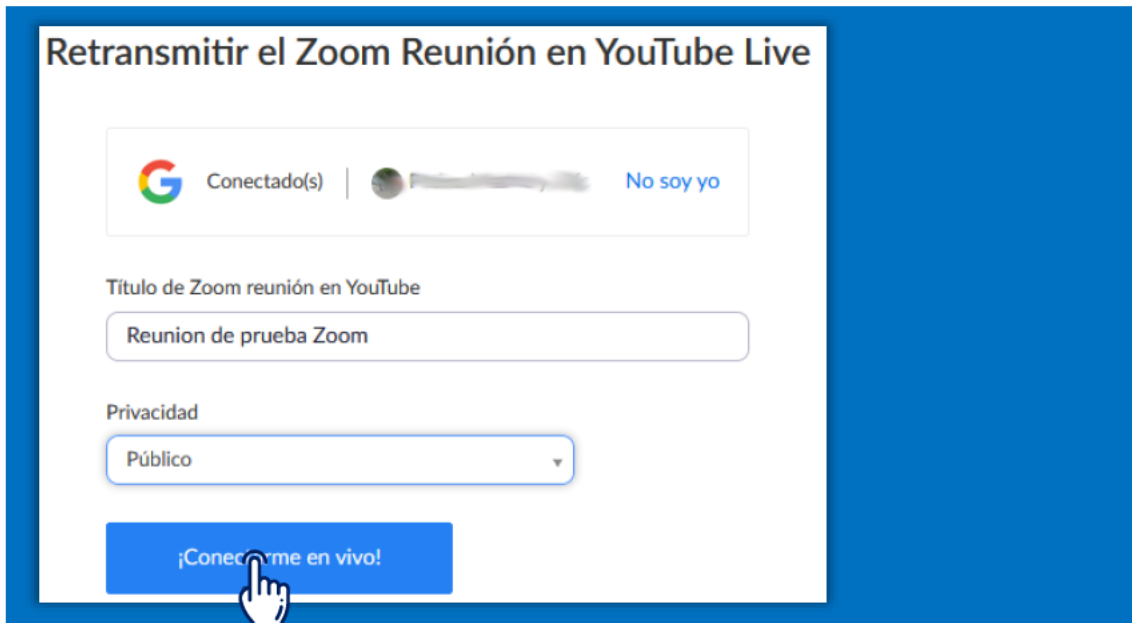 Retransmitir el Zoom Reunión en YouTube Live
Conectado(s) No soy yo
Título de Zoom reunión en YouTube
Reunion de prueba Zoom
Privacidad
Público
¡Conectarme en vivo!